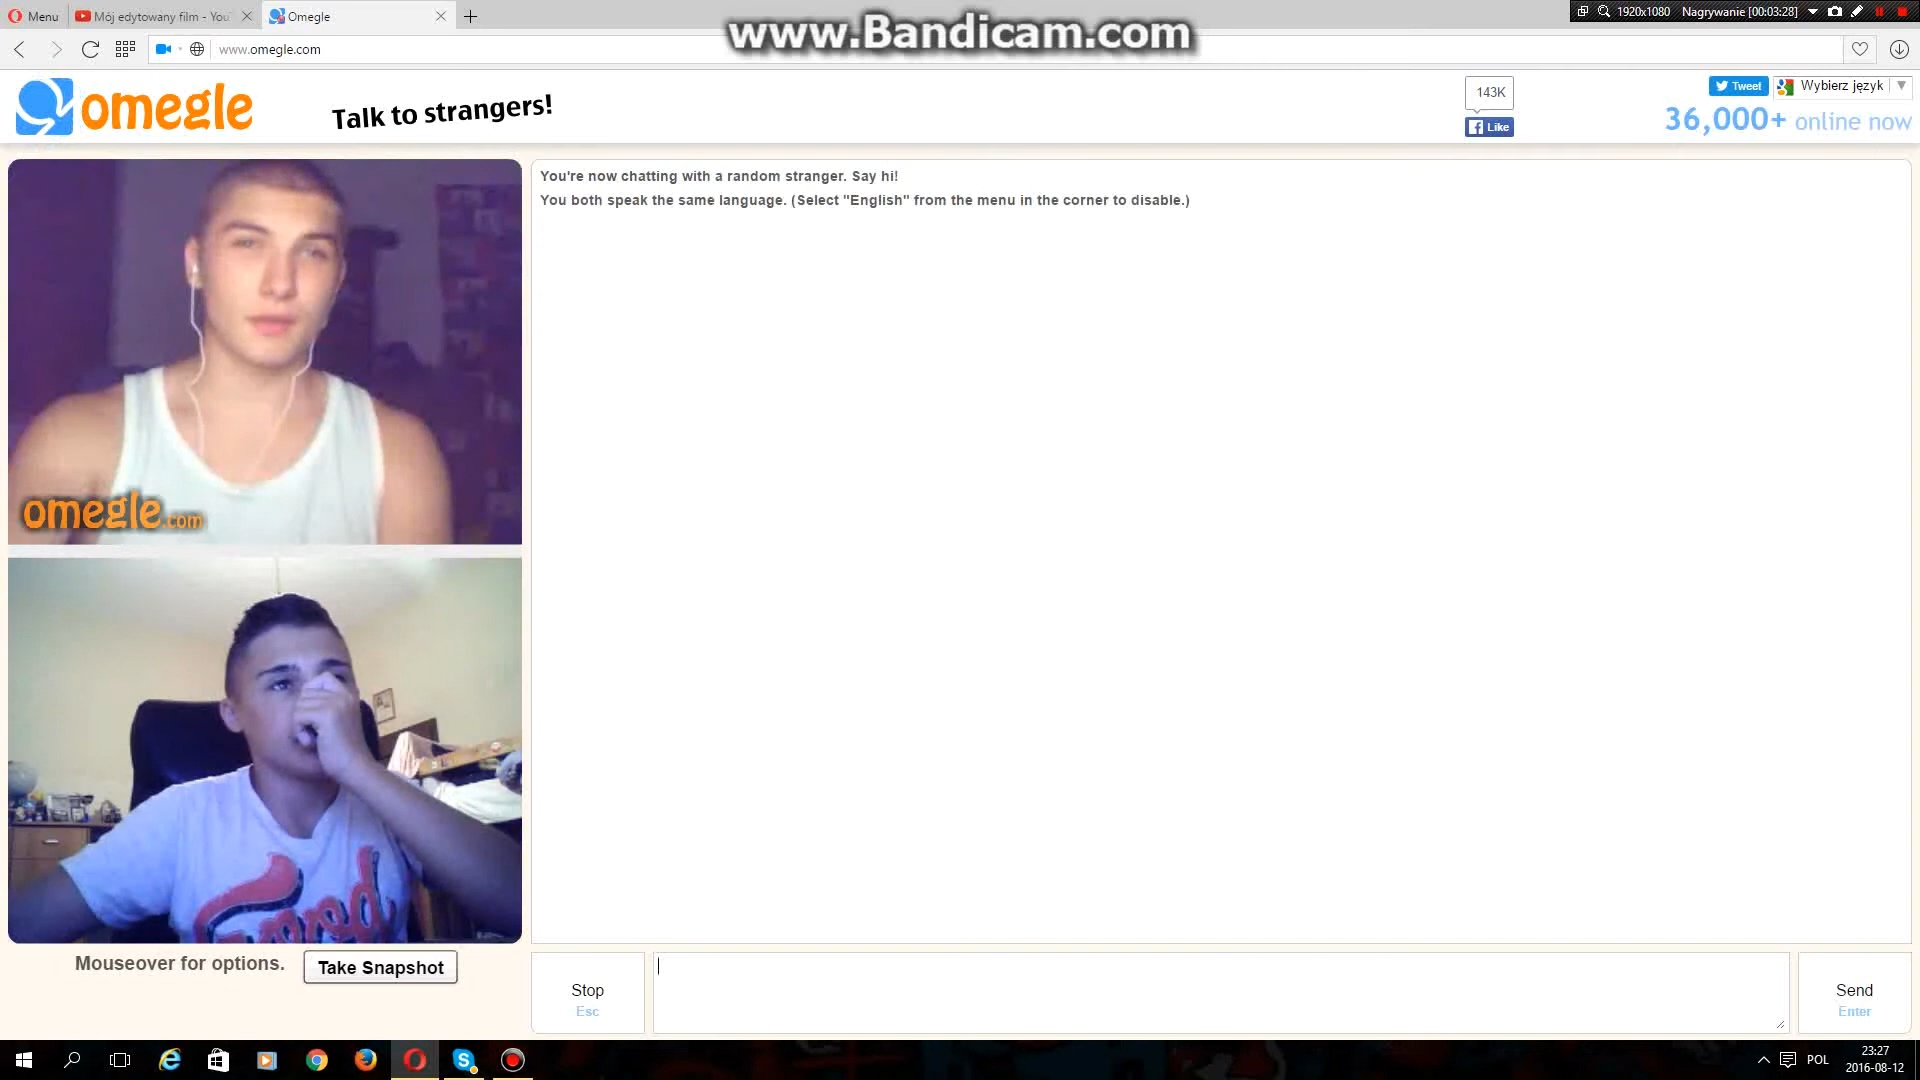 Menu
Mój edytowany film - You
Omegle
www.Bandicam.com
1920x1080
Nagrywanie [00:03:28]
www.omegle.com
omegle
Talk to strangers!
143K
Like
Tweet
Wybierz język
36,000+ online now
You're now chatting with a random stranger. Say hi!
You both speak the same language. (Select "English" from the menu in the corner to disable.)
omegle.com
Mouseover for options.
Take Snapshot
Stop
Esc
Send
Enter
POL
23:27
2016-08-12